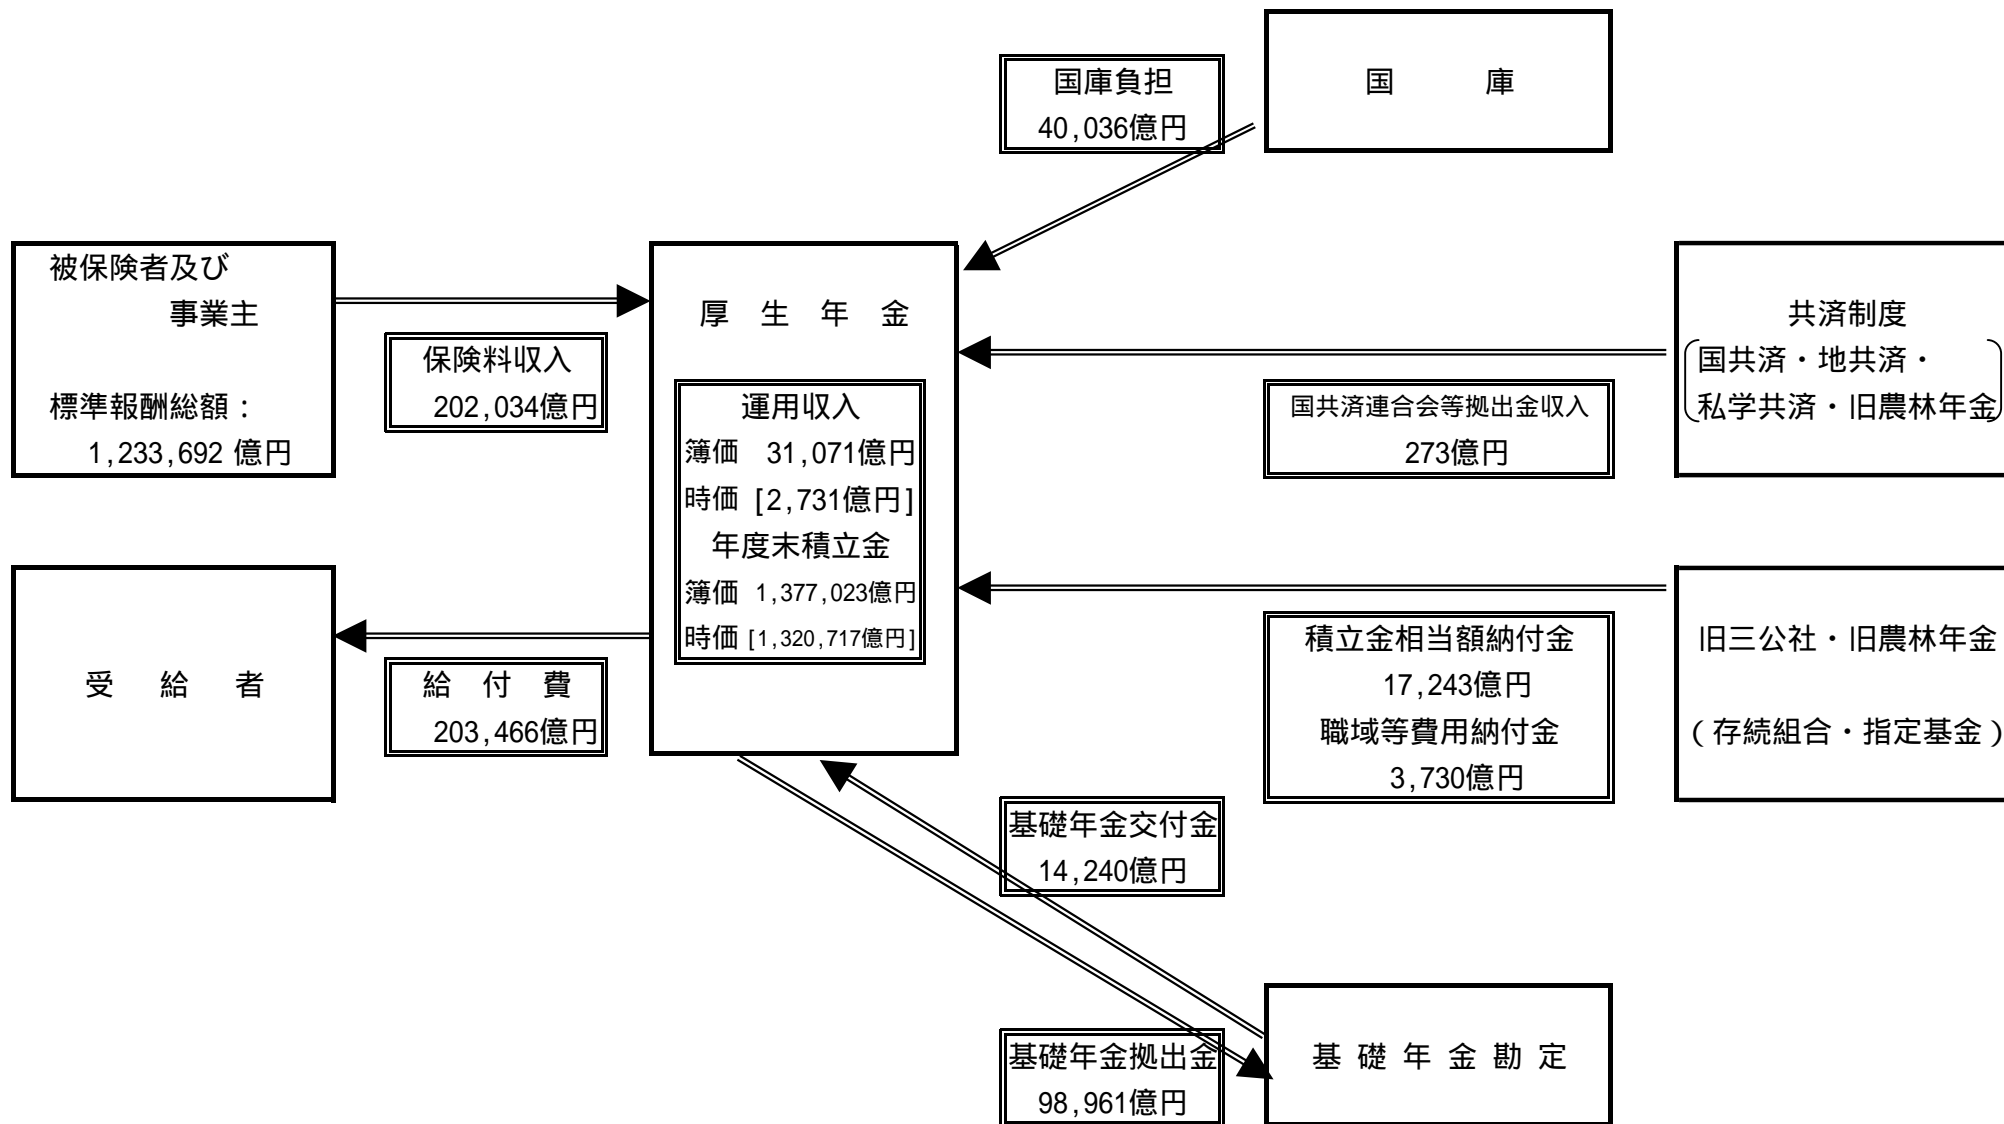 国　　　庫
国庫負担
40,036億円
被保険者及び
事業主
標準報酬総額：
1,233,692 億円
保険料収入
202,034億円
厚　生　年　金
運用収入
簿価　31,071億円
時価 [2,731億円]
年度末積立金
簿価 1,377,023億円
時価 [1,320,717億円]
共済制度
国共済・地共済・
私学共済・旧農林年金
国共済連合会等拠出金収入
273億円
受　給　者
給　付　費
203,466億円
積立金相当額納付金
17,243億円
職域等費用納付金
3,730億円
旧三公社・旧農林年金
（存続組合・指定基金）
基礎年金交付金
14,240億円
基礎年金拠出金
98,961億円
基 礎 年 金 勘 定